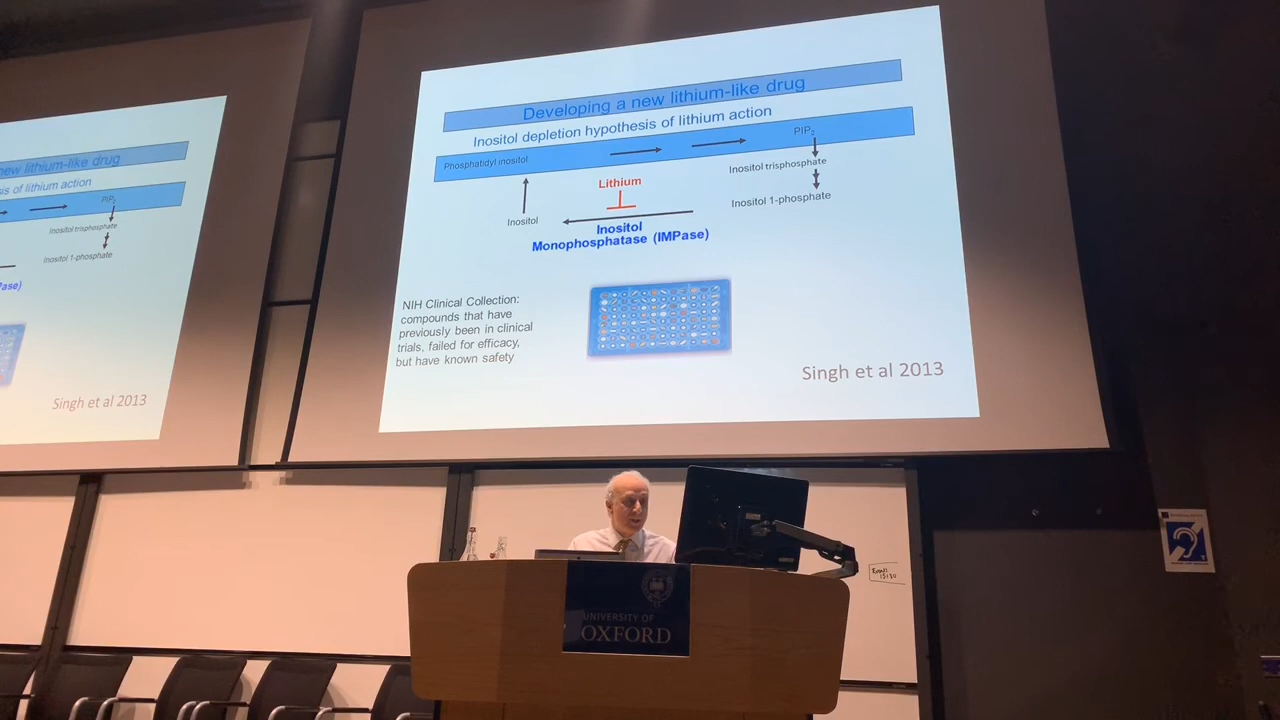 Developing a new lithium-like drug
Inositol depletion hypothesis of lithium action
Phosphatidyl inositol
PIP2
Inositol trisphosphate
Inositol 1-phosphate
Lithium
Inositol
Inositol
Monophosphatase (IMPase)
NIH Clinical Collection:
compounds that have
previously been in clinical
trials, failed for efficacy,
but have known safety
Singh et al 2013
new lithium-like drug
sis of lithium action
PIP2
Inositol trisphosphate
Inositol 1-phosphate
Pase)
Singh et al 2013
UNIVERSITY OF
OXFORD